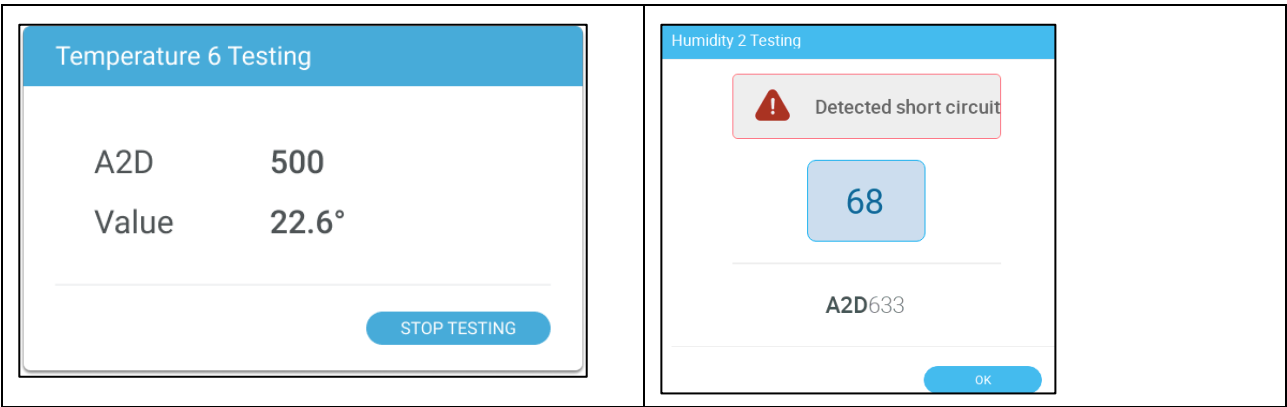 Temperature 6 Testing
A2D 500
Value 22.6°
STOP TESTING
Humidity 2 Testing
Detected short circuit
68
A2D633
OK